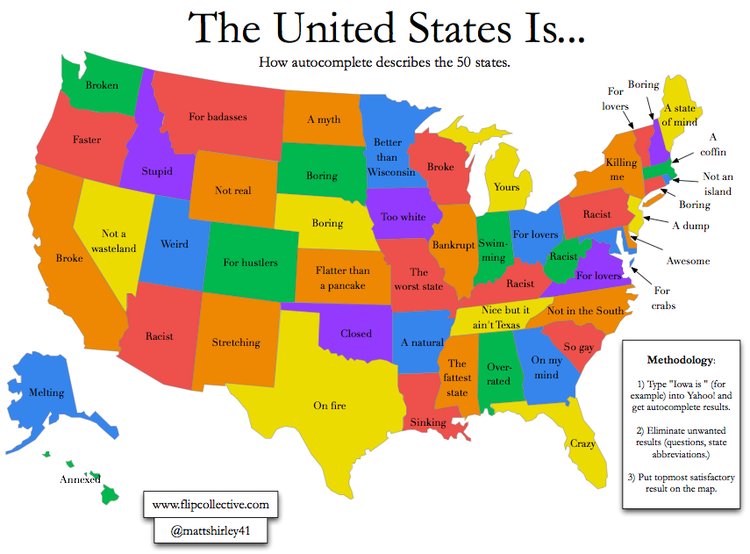 The United States Is...
How autocomplete describes the 50 states.
Broken
Faster
For badasses
A myth
Better
than
Wisconsin
Broke
Yours
For
lovers
Boring
A state
of mind
Killing
me
A
coffin
Not an
island
Boring
A dump
Awesome
For
crabs
Stupid
Not real
Boring
Boring
Too white
Broke
Not a
wasteland
Weird
For hustlers
Flatter than
a pancake
Bankrupt
Swim-
ming
For lovers
Racist
Racist
For lovers
The
worst state
Racist
Nice but it
ain't Texas
Not in the South
Racist
Stretching
Closed
A natural
So gay
On fire
The
fattest
state
Over-
rated
On my
mind
Sinking
Crazy
Melting
Annexed
Methodology:
1) Type "Iowa is " (for
example) into Yahoo! and
get autocomplete results.
2) Eliminate unwanted
results (questions, state
abbreviations.)
3) Put topmost satisfactory
result on the map.
www.flipcollective.com
@mattshirley41